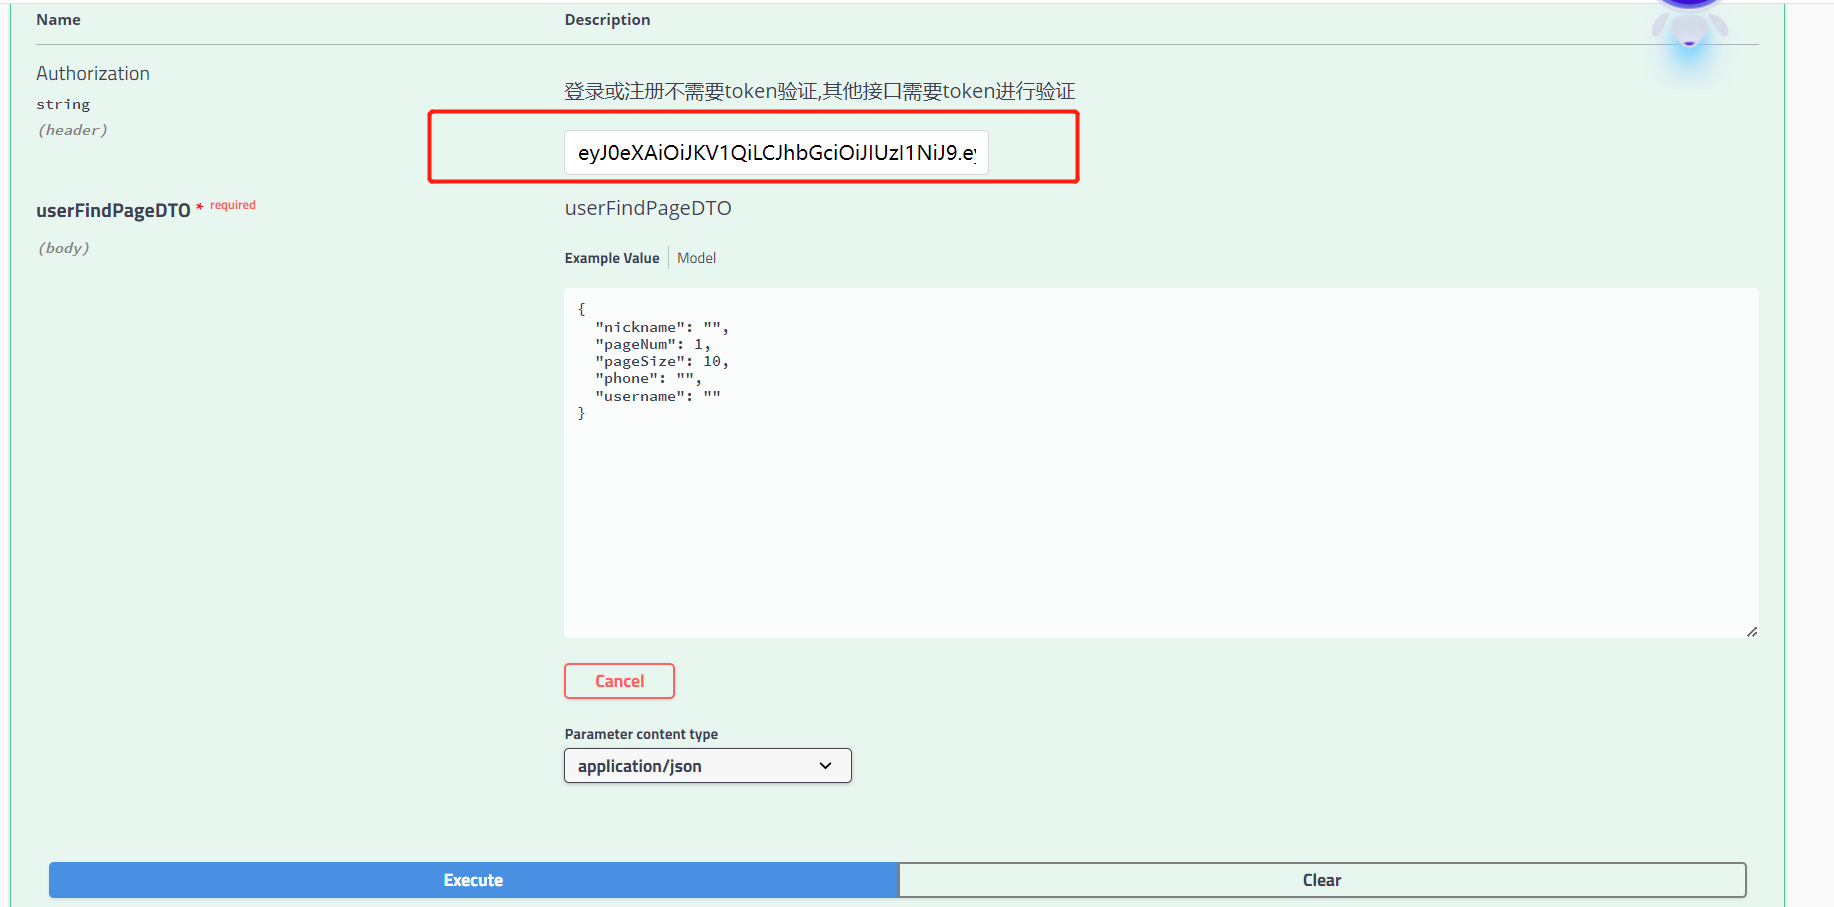 Name
Description
Authorization
string
(header)
登录或注册不需要token验证,其他接口需要token进行验证
eyJ0eXAiOiJKV1QiLCJhbGciOiJIUzI1NiJ9.ey
userFindPageDTO * required
(body)
userFindPageDTO
Example Value
Model
{
"nickname": "",
"pageNum": 1,
"pageSize": 10,
"phone": "",
"username": ""
}
Cancel
Parameter content type
application/json
Execute
Clear